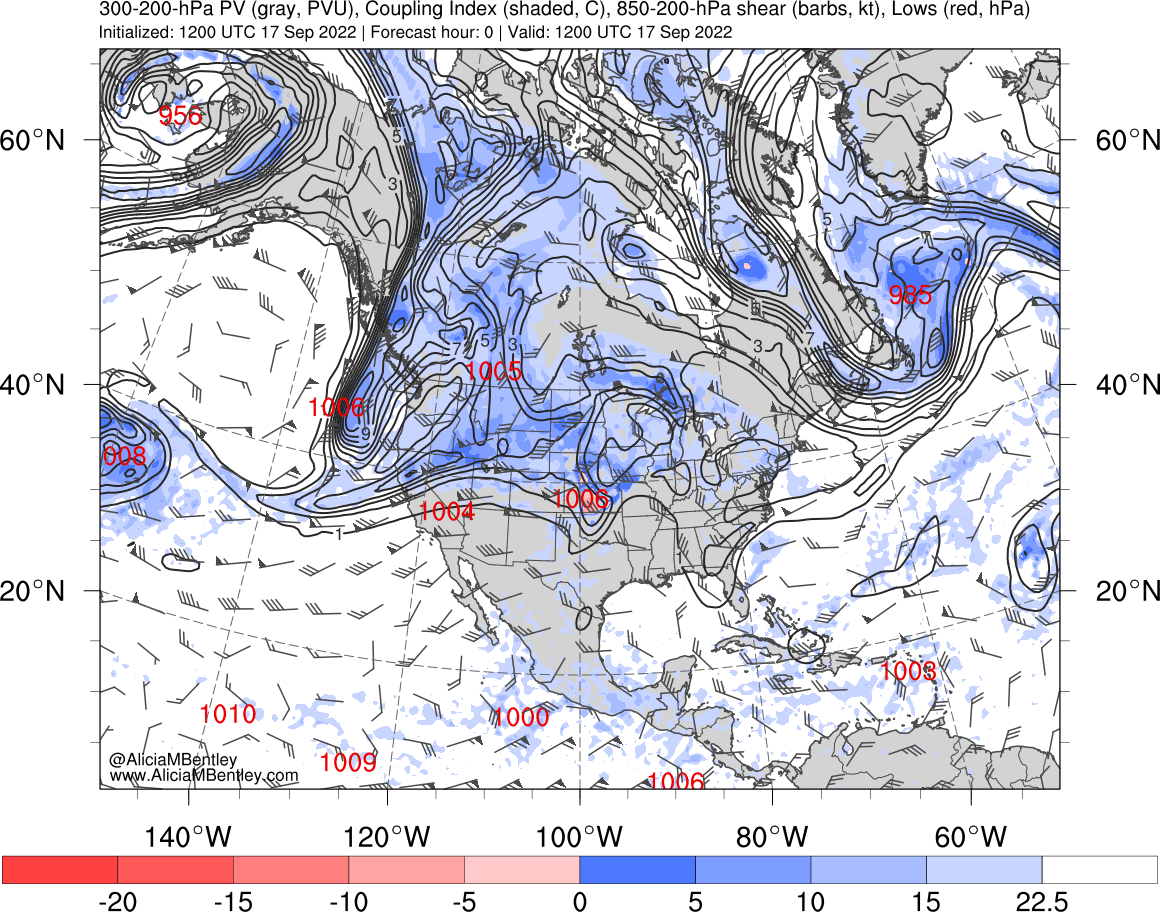 300-200-hPa PV (gray, PVU), Coupling Index (shaded, C), 850-200-hPa shear (barbs, kt), Lows (red, hPa)
Initialized: 1200 UTC 17 Sep 2022 | Forecast hour: 0 | Valid: 1200 UTC 17 Sep 2022
956
5
60°N
60°N
3
5
985
7
3
7 5 3
1005
40°N
40°N
1006
9
008
1006
1004
1
20°N
20°N
1003
1010
1000
@AliciaMBentley
1009
www.AliciaMBentley.com
1006
140°W 120°W 100°W 80°W 60°W
-20 -15 -10 -5 0 5 10 15 22.5